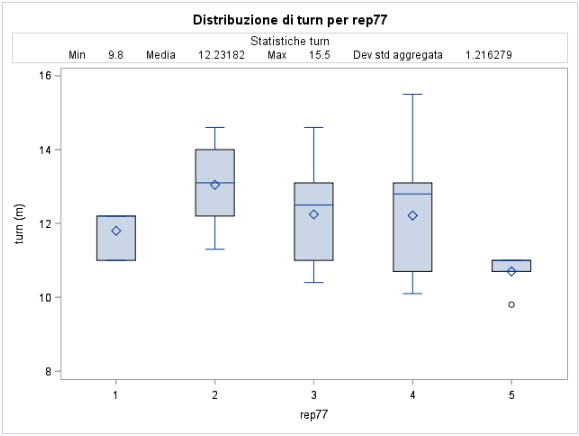 Distribuzione di turn per rep77
Statistiche turn
Min 9.8 Media 12.23182 Max 15.5 Dev std aggregata 1.216279
16
14
12
10
8
turn (m)
1 2 3 4 5
rep77